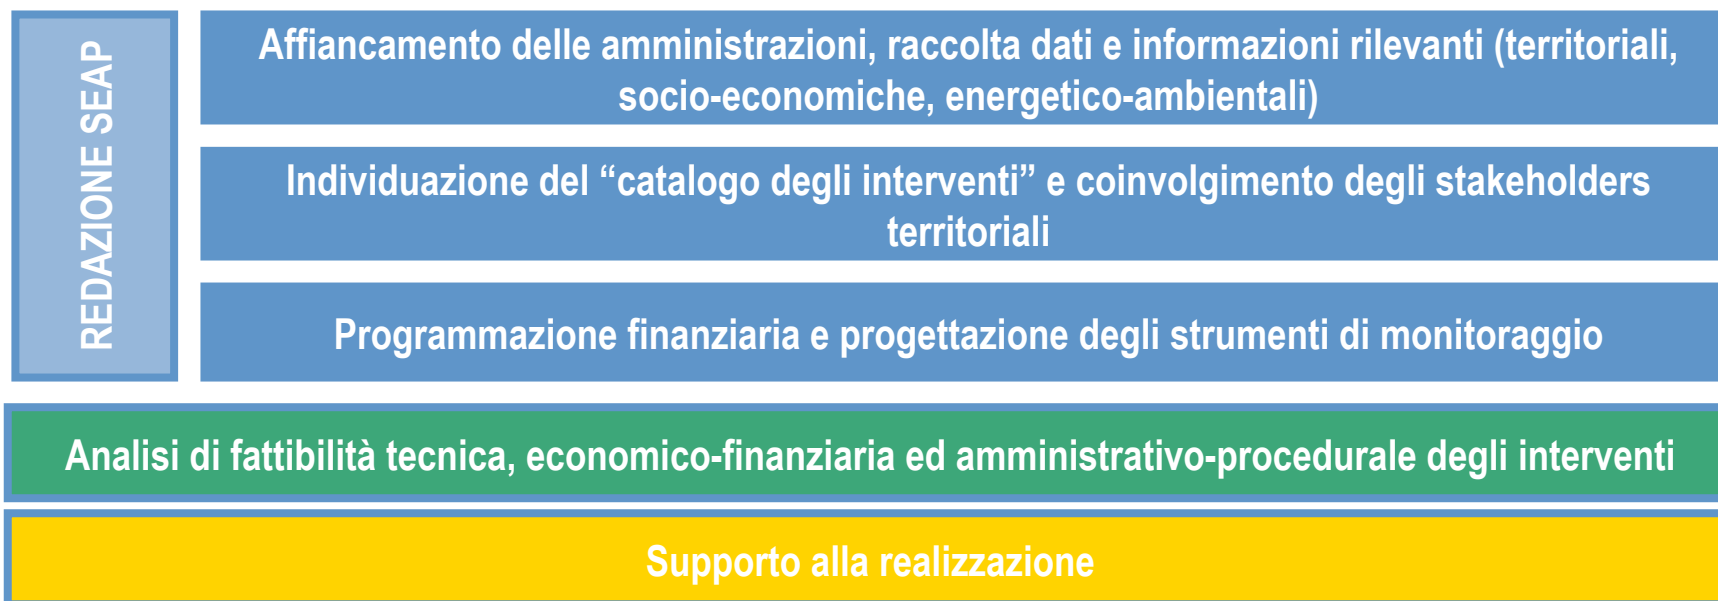 REDAZIONE SEAP
Affiancamento delle amministrazioni, raccolta dati e informazioni rilevanti (territoriali,
socio-economiche, energetico-ambientali)
Individuazione del “catalogo degli interventi” e coinvolgimento degli stakeholders
territoriali
Programmazione finanziaria e progettazione degli strumenti di monitoraggio
Analisi di fattibilità tecnica, economico-finanziaria ed amministrativo-procedurale degli interventi
Supporto alla realizzazione